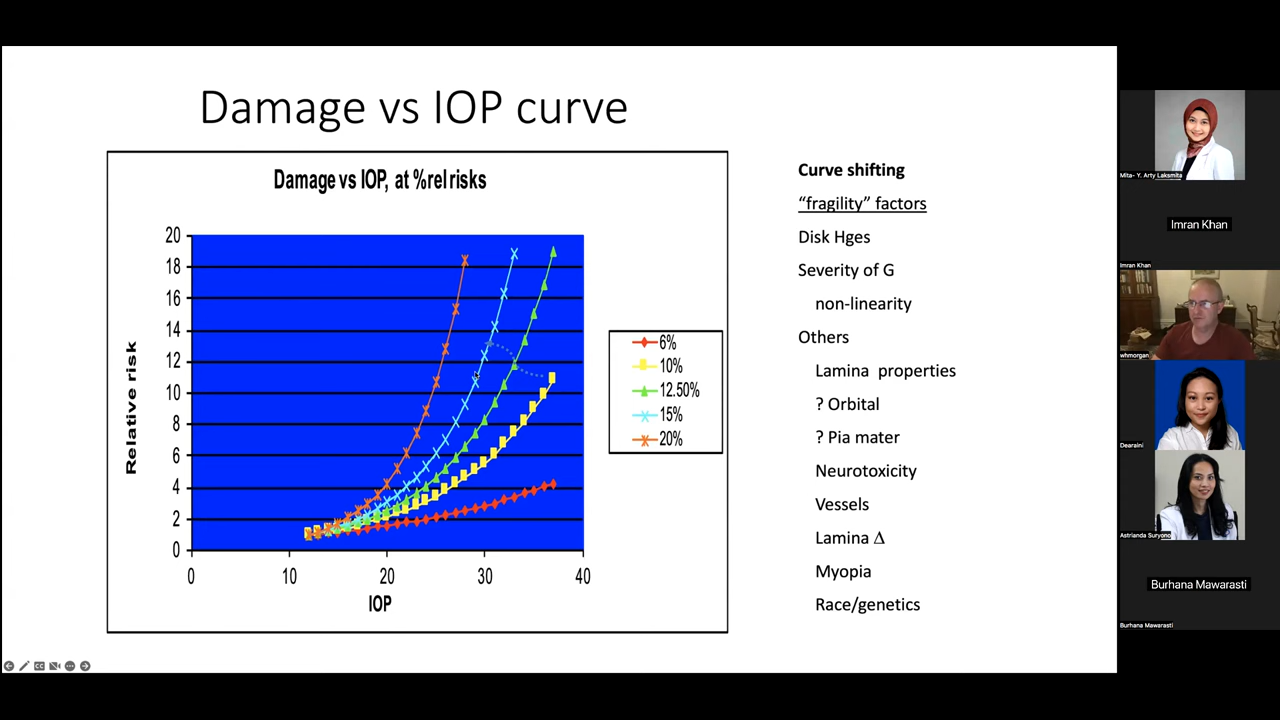 Damage vs IOP curve
Damage vs IOP, at %rel risks
Relative risk
20
18
16
14
12
10
8
6
4
2
0
0 10 20 30 40
IOP
6%
10%
12.50%
15%
20%
Curve shifting
“fragility” factors
Disk Hges
Severity of G
non-linearity
Others
Lamina properties
? Orbital
? Pia mater
Neurotoxicity
Vessels
Lamina Δ
Myopia
Race/genetics
Mita- Y. Arty Laksmita
Imran Khan
Imran Khan
whmorgan
Dearaini
Astrianda Suryono
Burhana Mawarasti
Burhana Mawarasti